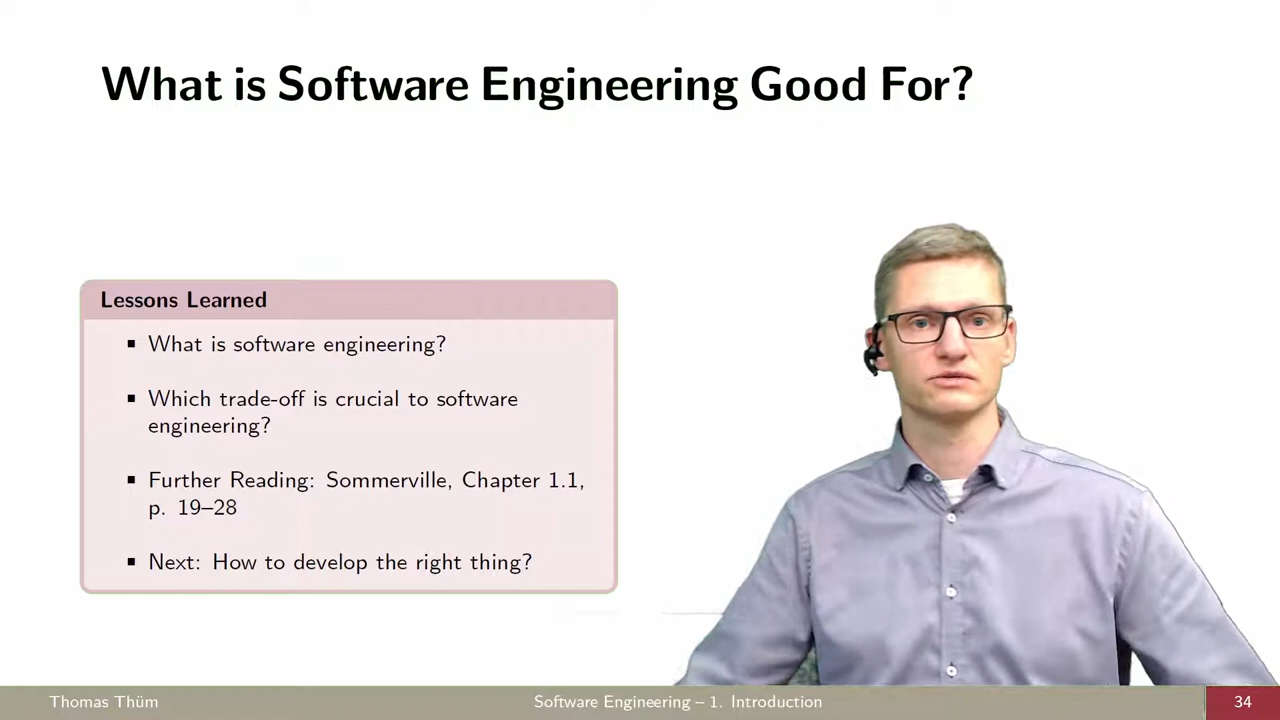 What is Software Engineering Good For?
Lessons Learned
▪ What is software engineering?
▪ Which trade-off is crucial to software
engineering?
▪ Further Reading: Sommerville, Chapter 1.1,
p. 19–28
▪ Next: How to develop the right thing?
Thomas Thüm
Software Engineering – 1. Introduction
34